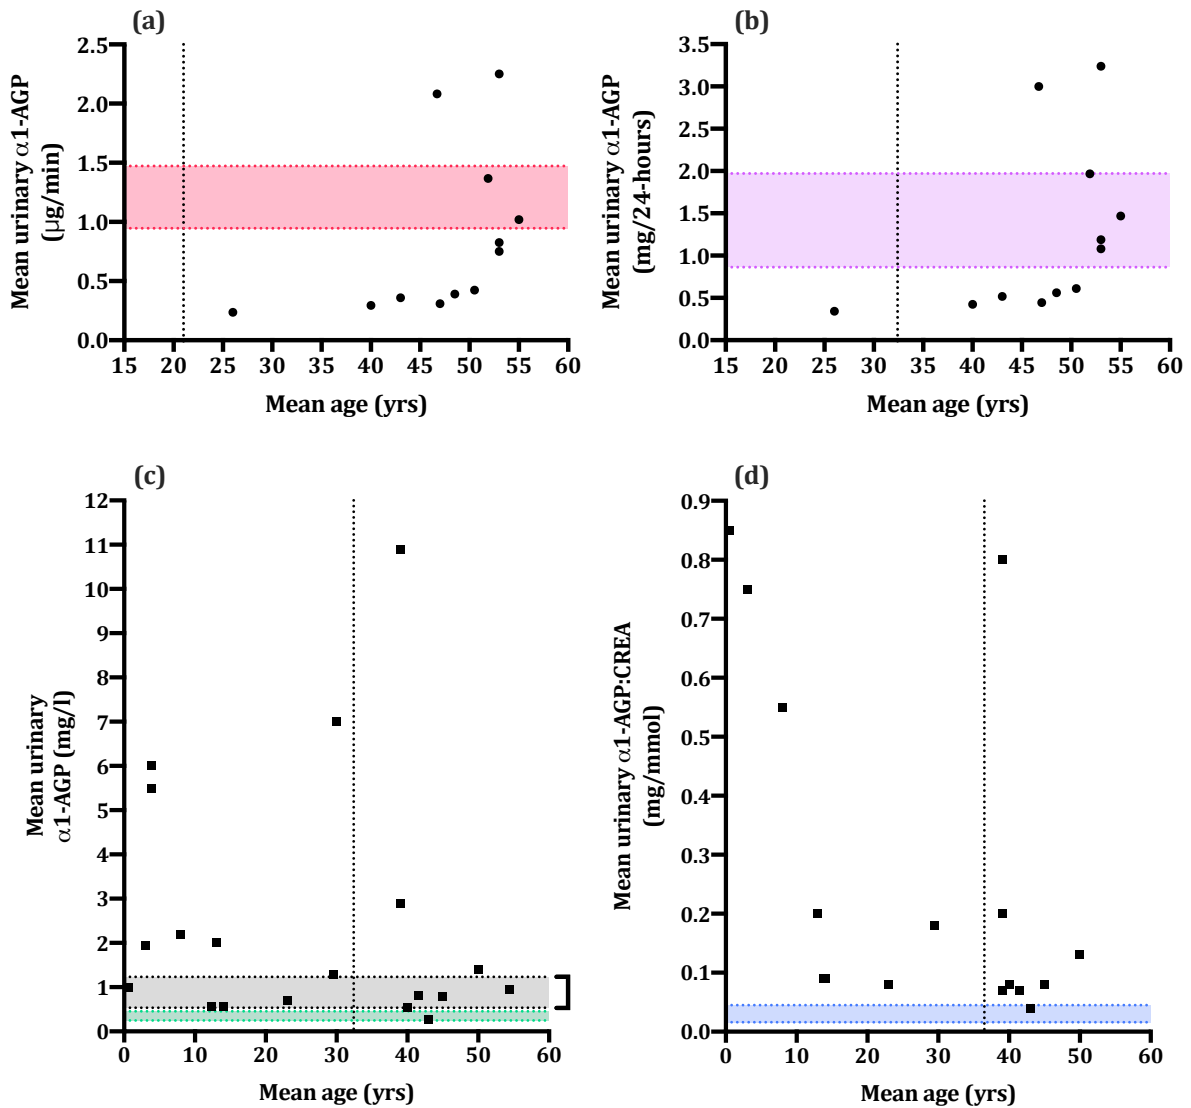 (a)
Mean urinary α1-AGP
(μg/min)
2.5
2.0
1.5
1.0
0.5
0.0
15 20 25 30 35 40 45 50 55 60
Mean age (yrs)
(b)
Mean urinary α1-AGP
(mg/24-hours)
3.5
3.0
2.5
2.0
1.5
1.0
0.5
0.0
15 20 25 30 35 40 45 50 55 60
Mean age (yrs)
(c)
Mean urinary
α1-AGP (mg/l)
12
11
10
9
8
7
6
5
4
3
2
1
0
0 10 20 30 40 50 60
Mean age (yrs)
(d)
Mean urinary α1-AGP:CREA
(mg/mmol)
0.9
0.8
0.7
0.6
0.5
0.4
0.3
0.2
0.1
0.0
0 10 20 30 40 50 60
Mean age (yrs)